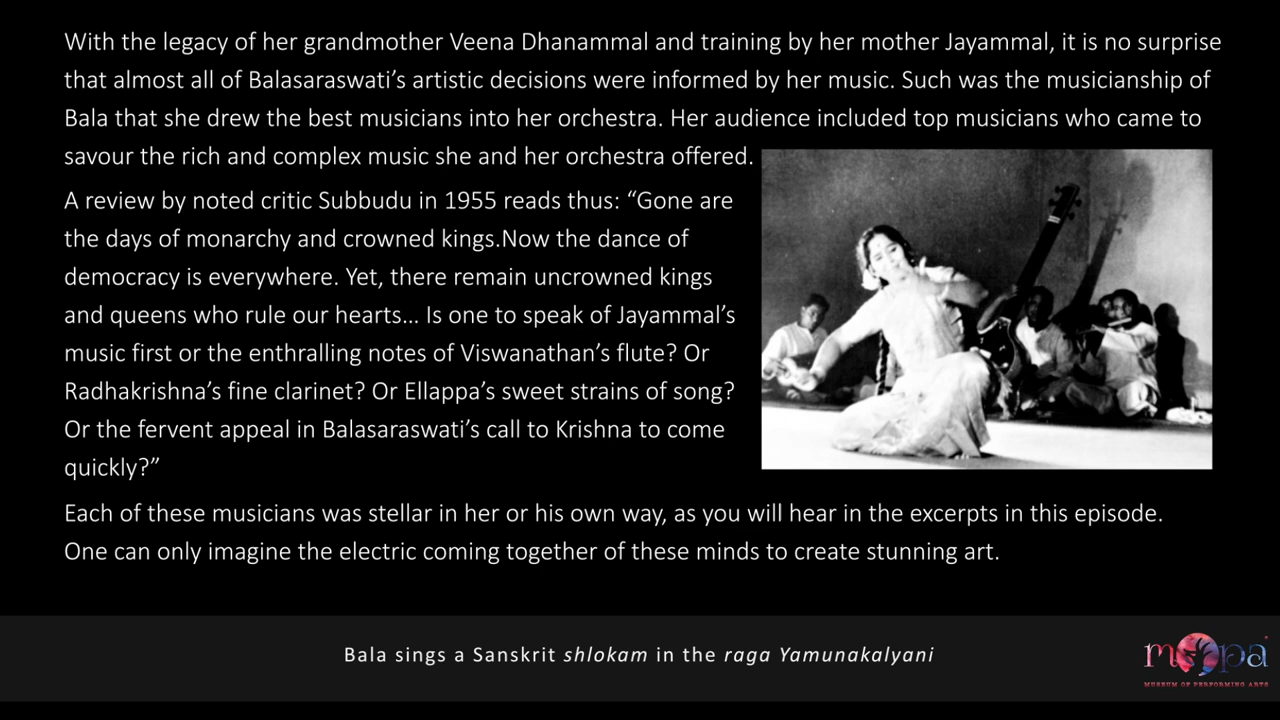 With the legacy of her grandmother Veena Dhanammal and training by her mother Jayammal, it is no surprise
that almost all of Balasaraswati’s artistic decisions were informed by her music. Such was the musicianship of
Bala that she drew the best musicians into her orchestra. Her audience included top musicians who came to
savour the rich and complex music she and her orchestra offered.
A review by noted critic Subbudu in 1955 reads thus: “Gone are
the days of monarchy and crowned kings.Now the dance of
democracy is everywhere. Yet, there remain uncrowned kings
and queens who rule our hearts... Is one to speak of Jayammal’s
music first or the enthralling notes of Viswanathan’s flute? Or
Radhakrishna’s fine clarinet? Or Ellappa’s sweet strains of song?
Or the fervent appeal in Balasaraswati’s call to Krishna to come
quickly?”
Each of these musicians was stellar in her or his own way, as you will hear in the excerpts in this episode.
One can only imagine the electric coming together of these minds to create stunning art.
Bala sings a Sanskrit shlokam in the raga Yamunakalyani
mopa
MUSEUM OF PERFORMING ARTS